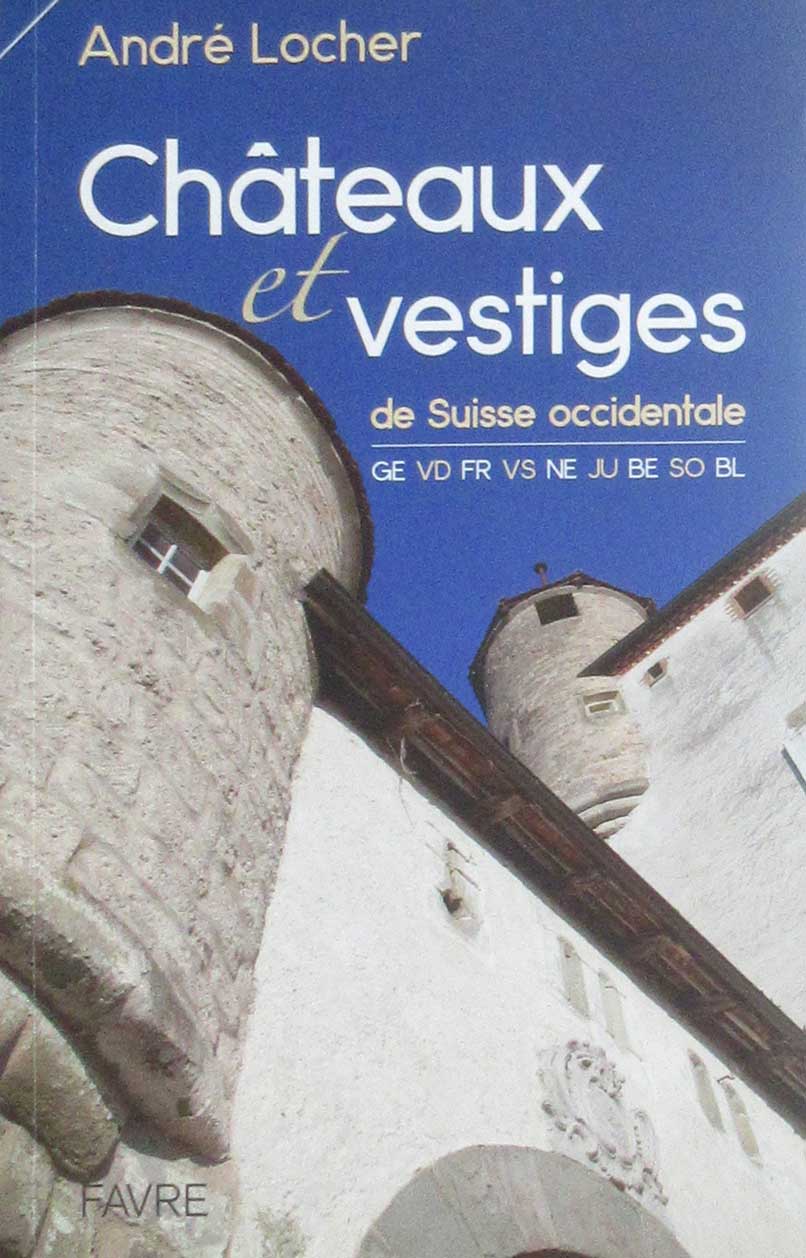 André Locher
Châteaux
et
vestiges
de Suisse occidentale
GE VD FR VS NE JU BE SO BL
FAVRE